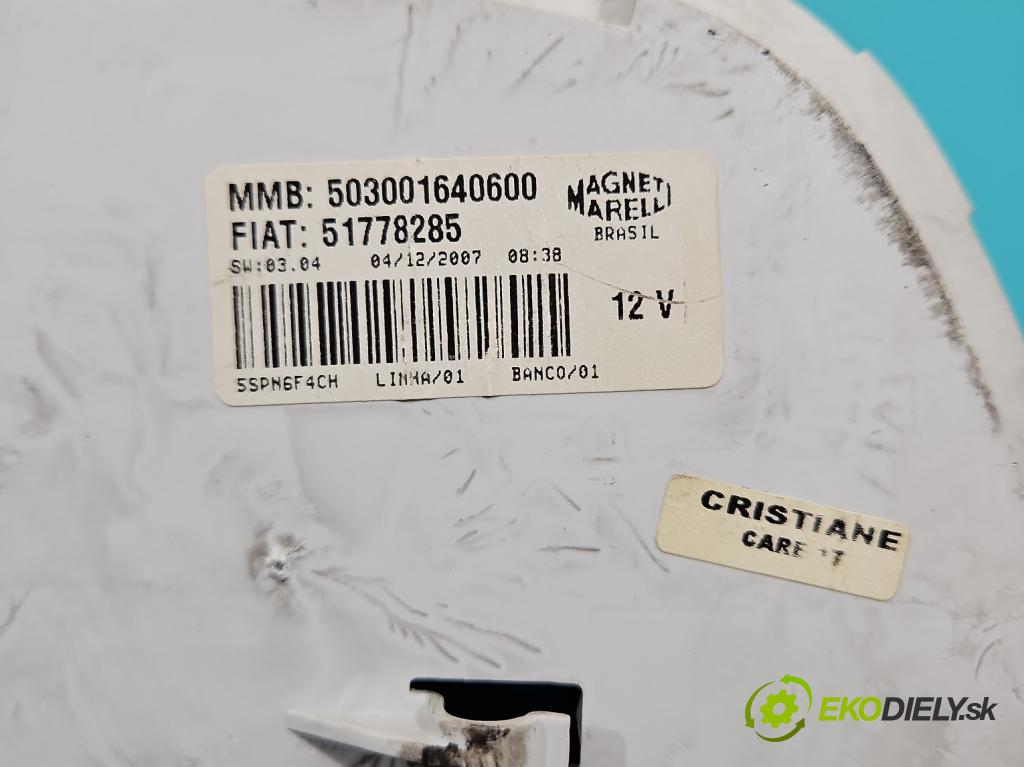 MMB: 503001640600
MAGNETI
MARELLI
BRASIL
FIAT: 51778285
SW:03.04 04/12/2007 08:38
12 V
5SPN6F4CH LINHA/01 BANCO/01
CRISTIANE
CARE
EKODIELY.sk